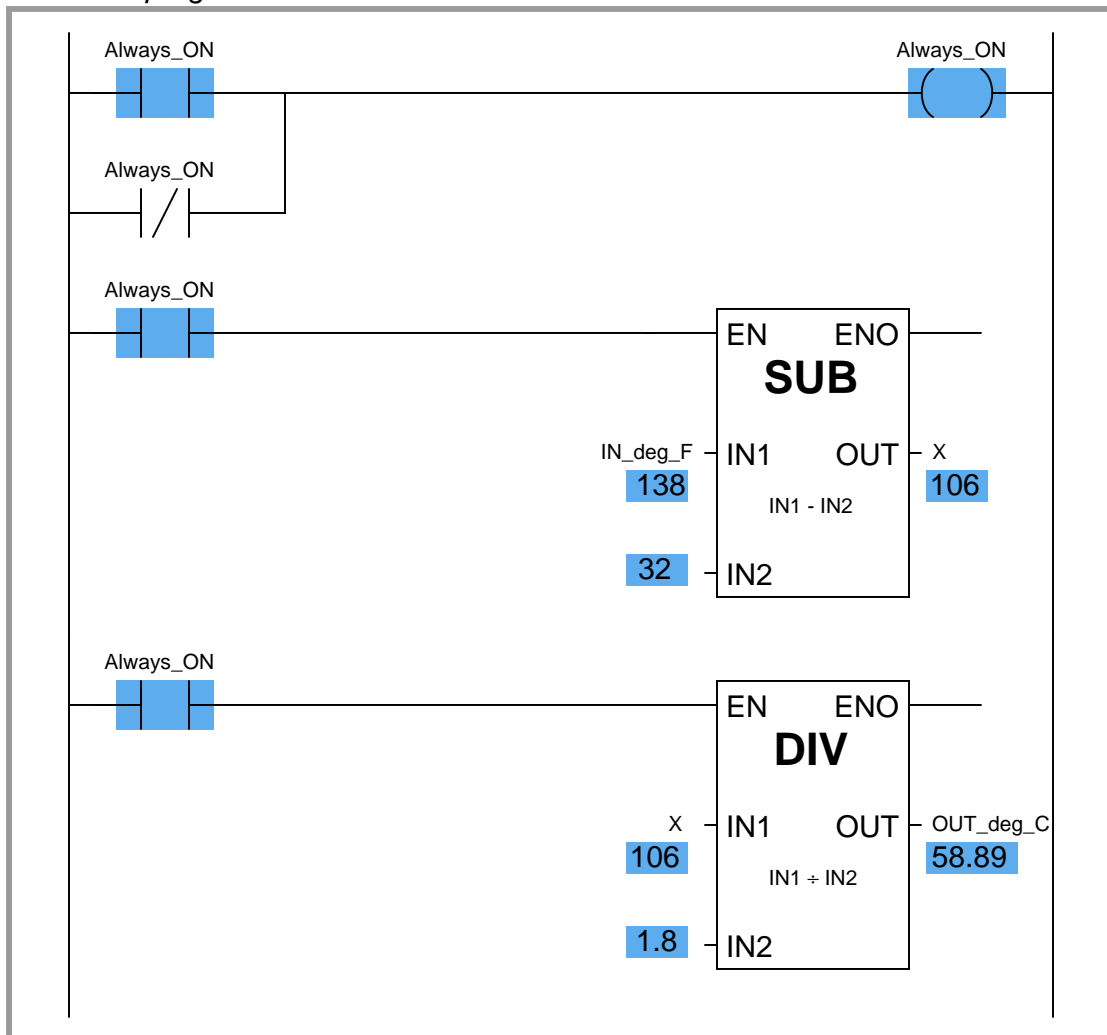 Always_ON Always_ON
Always_ON
Always_ON
EN ENO
SUB
IN_deg_F IN1 OUT X
138 106
IN1 - IN2
32 IN2
Always_ON
EN ENO
DIV
X IN1 OUT OUT_deg_C
106 58.89
IN1 ÷ IN2
1.8 IN2